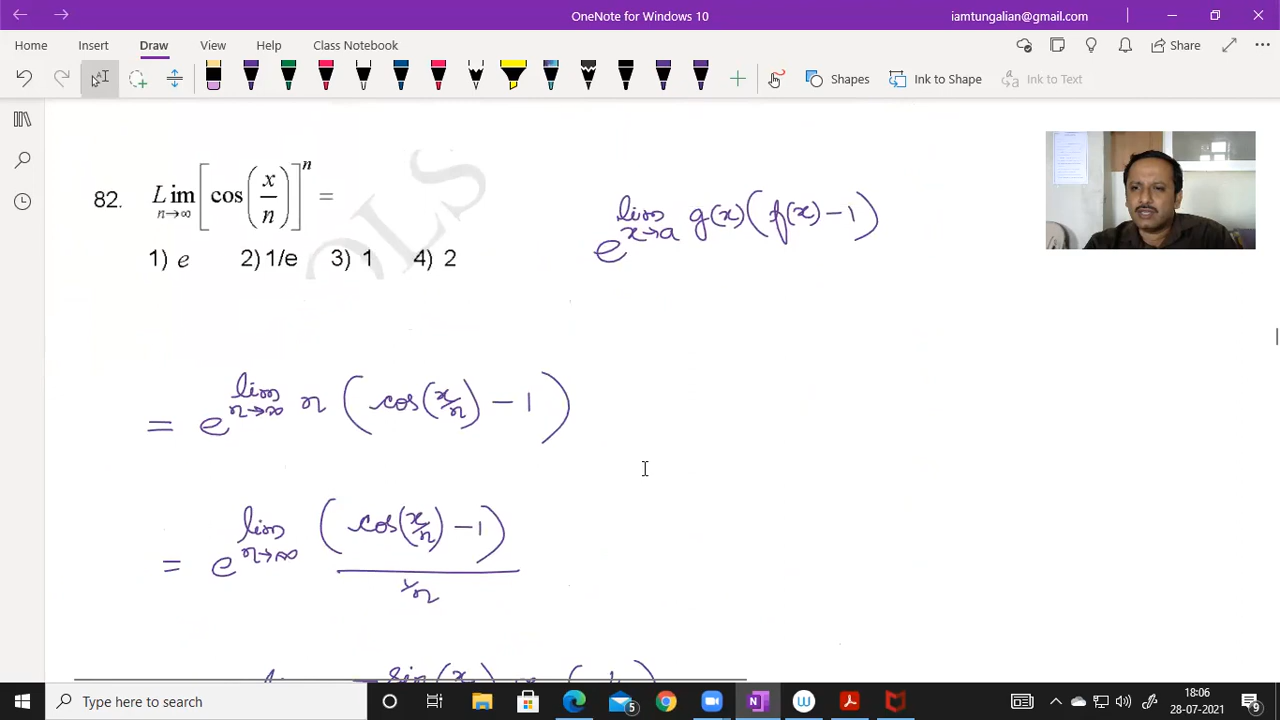 OneNote for Windows 10
iamtungalian@gmail.com
Home Insert Draw View Help Class Notebook
Share
Shapes
Ink to Shape
Ink to Text
82. Lim n→∞ [cos(x/n)]^n =
1) e 2) 1/e 3) 1 4) 2
e^lim x→a g(x)(f(x)-1)
= e^lim n→∞ n (cos(x/n) - 1)
= e^lim n→∞ (cos(x/n) - 1) / 1/n
Type here to search
5
W
18:06
28-07-2021
9